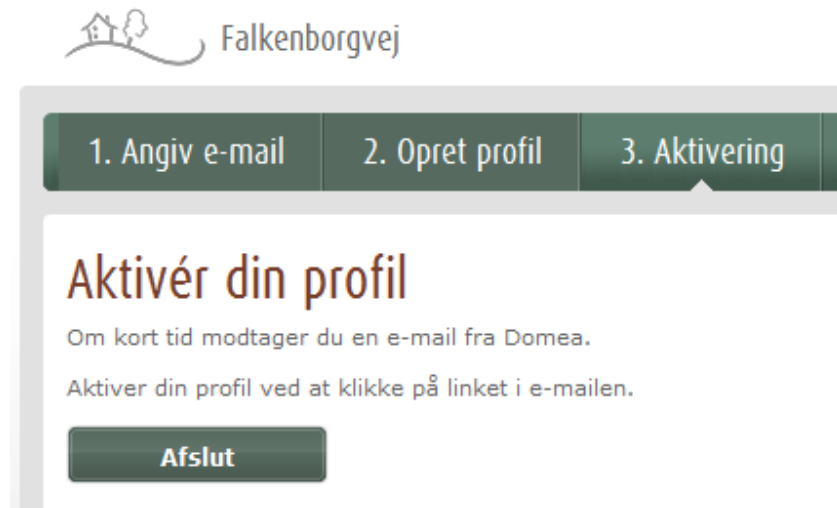 Falkenborgvej
1. Angiv e-mail 2. Opret profil 3. Aktivering
Aktivér din profil
Om kort tid modtager du en e-mail fra Domea.
Aktiver din profil ved at klikke på linket i e-mailen.
Afslut